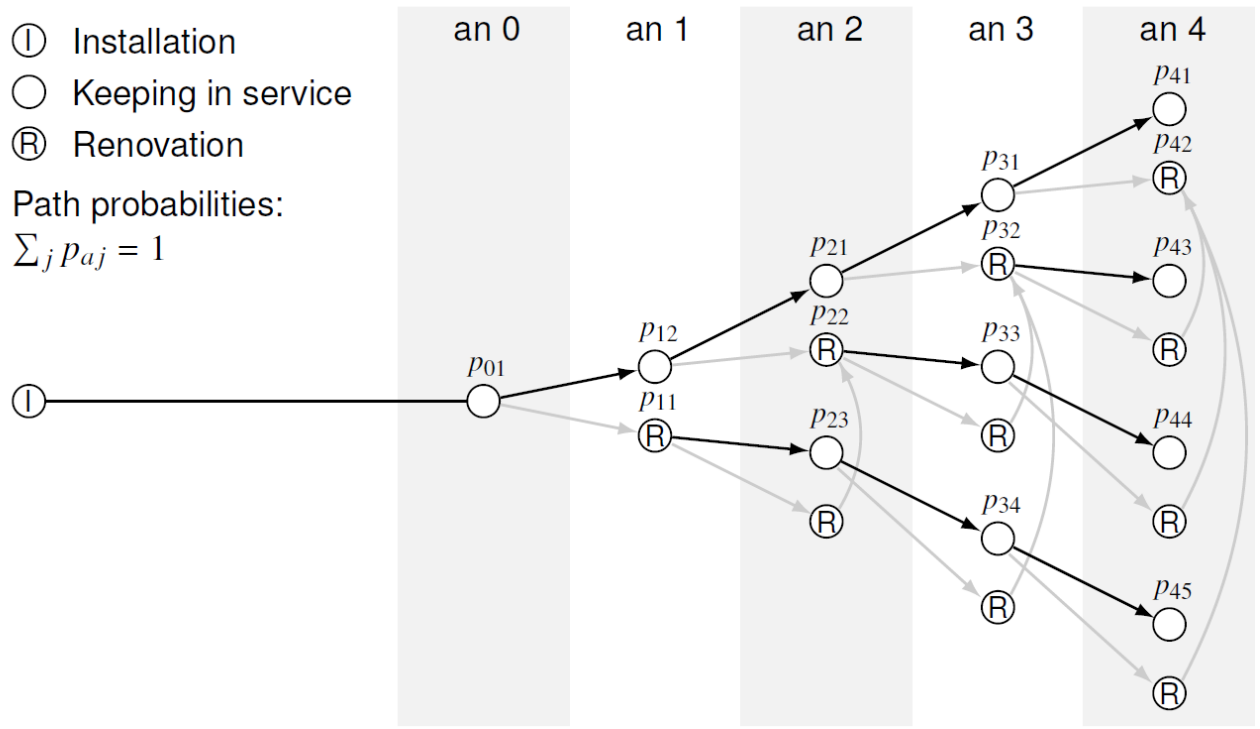 an 0 an 1 an 2 an 3 an 4
I Installation
Keeping in service
R Renovation
Path probabilities:
∑j paj = 1
p41
p42
R
p31
p32
R
p43
R
p21
p22
R
p33
R
p44
R
p12
p01
I
p11
R
p23
R
p34
R
p45
R